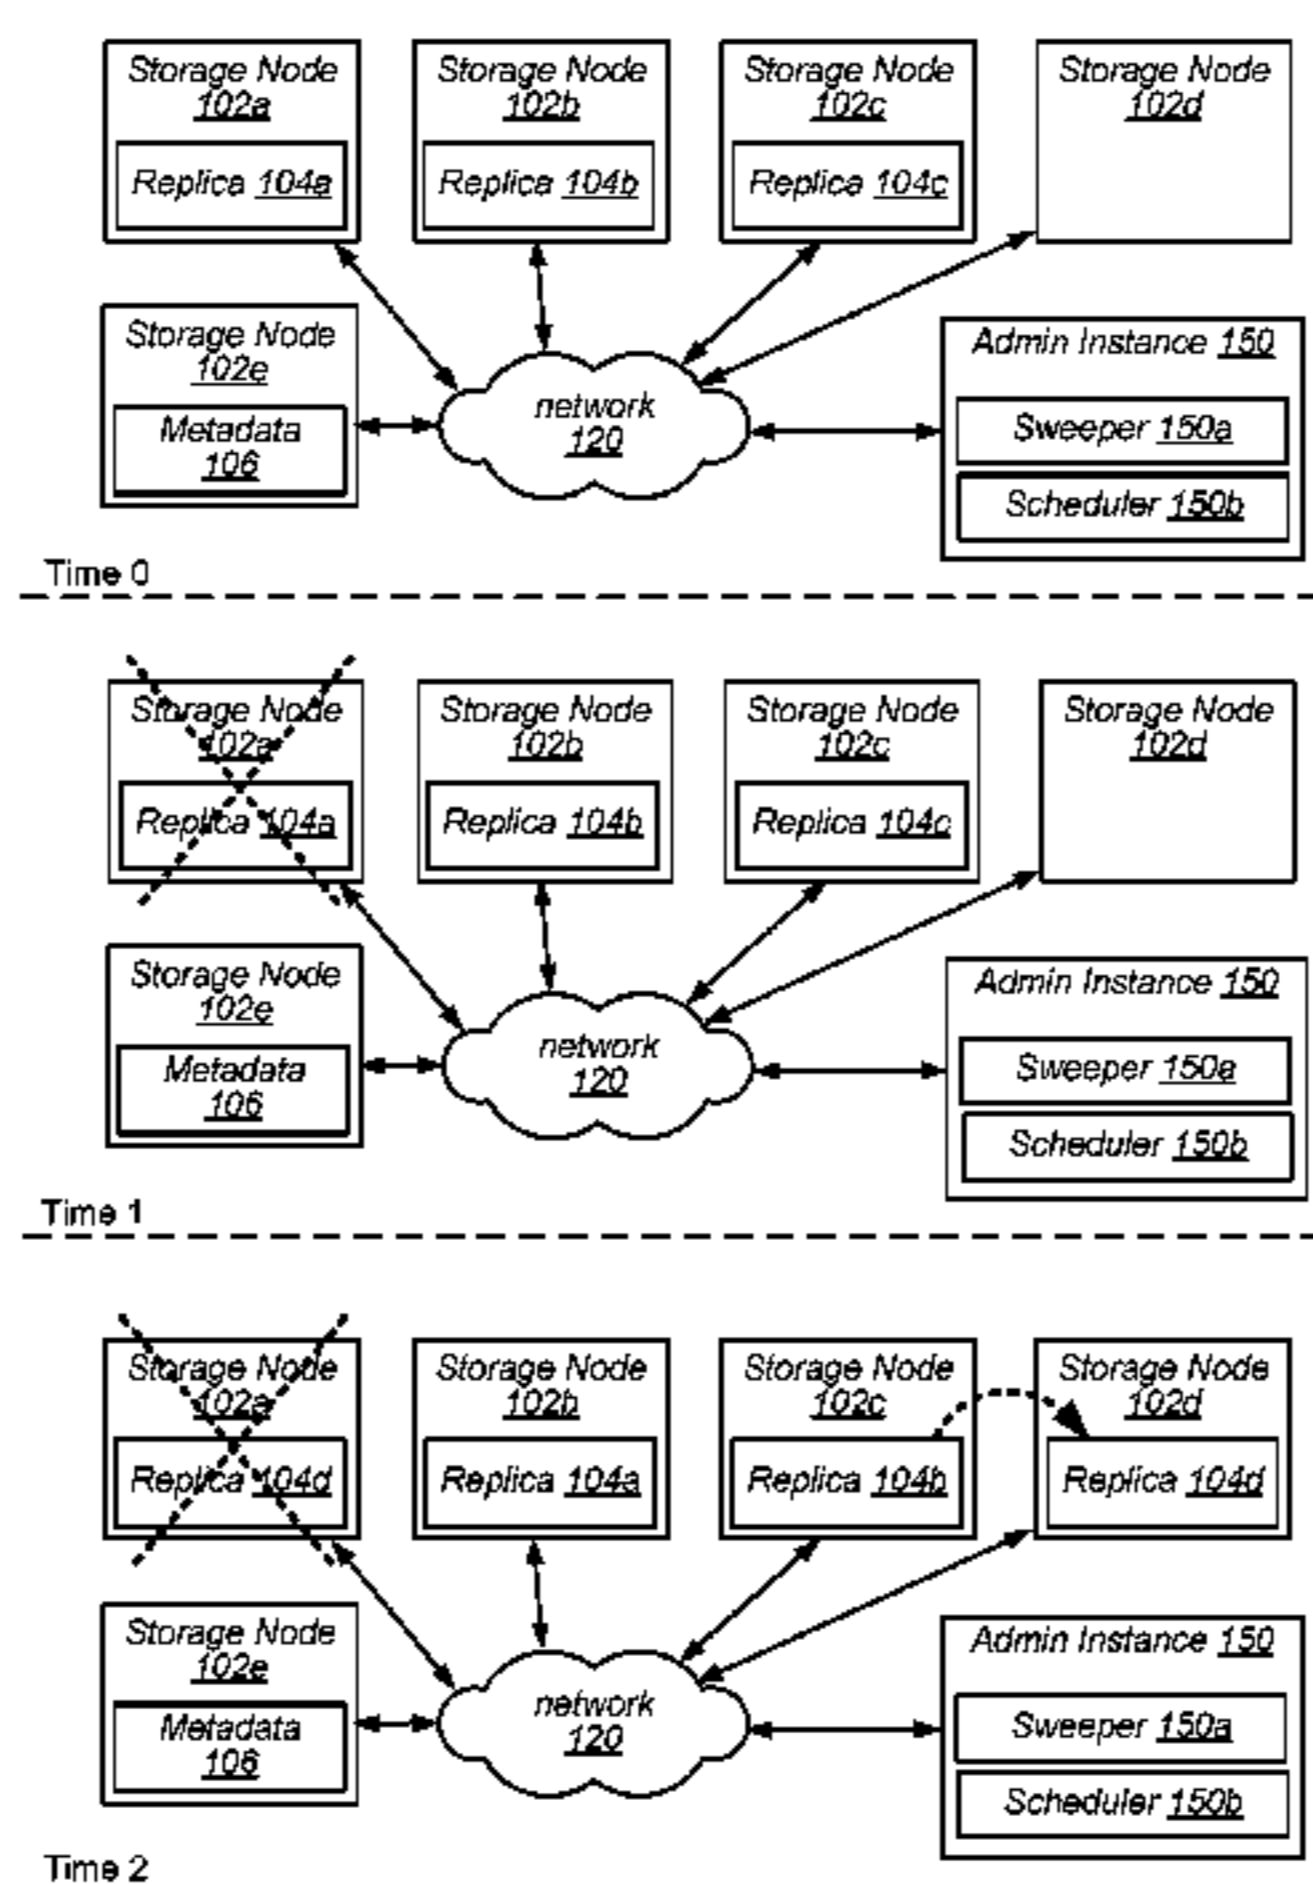 Storage Node
102a
Replica 104a
Storage Node
102b
Replica 104b
Storage Node
102c
Replica 104c
Storage Node
102d
Storage Node
102e
Metadata
106
network
120
Admin Instance 150
Sweeper 150a
Scheduler 150b
Time 0
Storage Node
102a
Replica 104a
Storage Node
102b
Replica 104b
Storage Node
102c
Replica 104c
Storage Node
102d
Storage Node
102e
Metadata
106
network
120
Admin Instance 150
Sweeper 150a
Scheduler 150b
Time 1
Storage Node
102a
Replica 104d
Storage Node
102b
Replica 104a
Storage Node
102c
Replica 104b
Storage Node
102d
Replica 104d
Storage Node
102e
Metadata
106
network
120
Admin Instance 150
Sweeper 150a
Scheduler 150b
Time 2